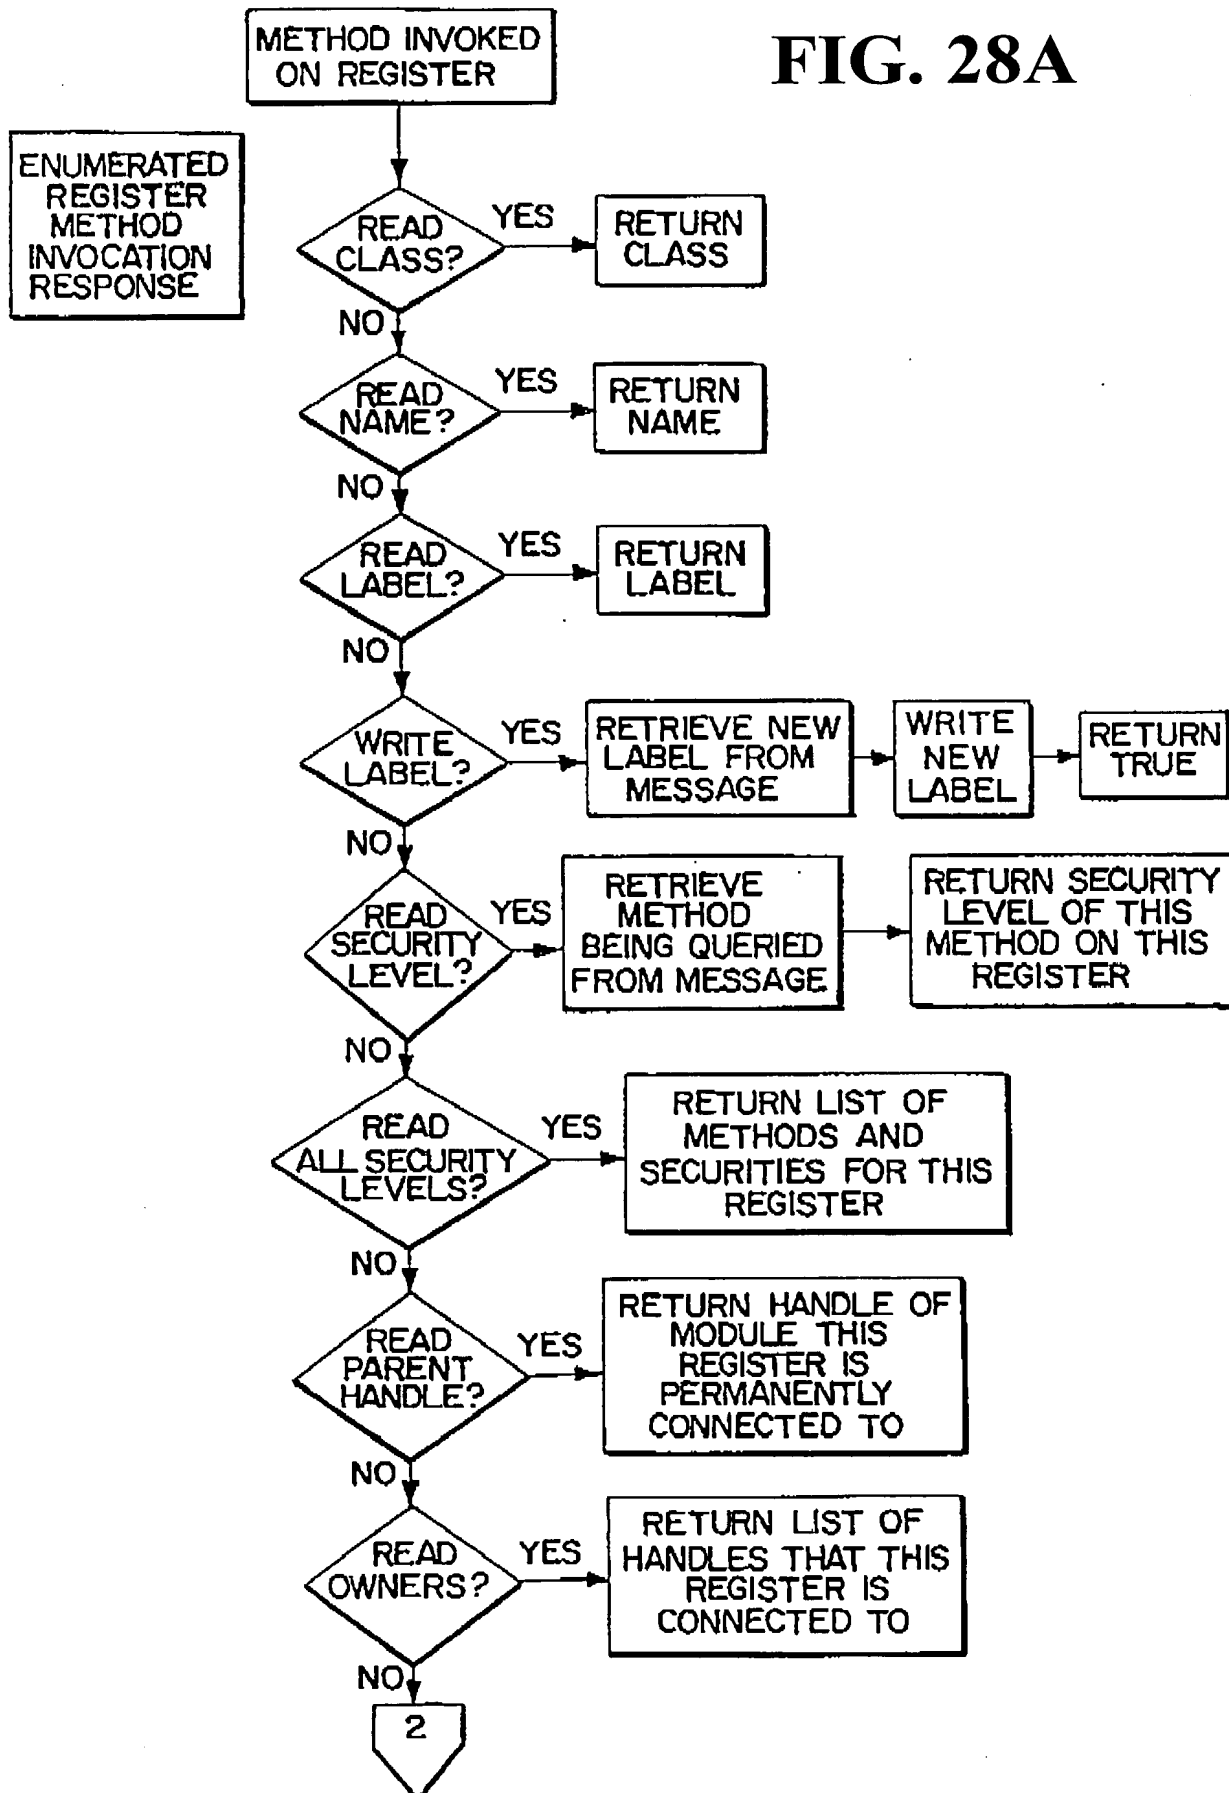 FIG. 28A
METHOD INVOKED
ON REGISTER
ENUMERATED
REGISTER
METHOD
INVOCATION
RESPONSE
READ
CLASS?
YES
RETURN
CLASS
NO
READ
NAME?
YES
RETURN
NAME
NO
READ
LABEL?
YES
RETURN
LABEL
NO
WRITE
LABEL?
YES
RETRIEVE NEW
LABEL FROM
MESSAGE
WRITE
NEW
LABEL
RETURN
TRUE
NO
READ
SECURITY
LEVEL?
YES
RETRIEVE
METHOD
BEING QUERIED
FROM MESSAGE
RETURN SECURITY
LEVEL OF THIS
METHOD ON THIS
REGISTER
NO
READ
ALL SECURITY
LEVELS?
YES
RETURN LIST OF
METHODS AND
SECURITIES FOR THIS
REGISTER
NO
READ
PARENT
HANDLE?
YES
RETURN HANDLE OF
MODULE THIS
REGISTER IS
PERMANENTLY
CONNECTED TO
NO
READ
OWNERS?
YES
RETURN LIST OF
HANDLES THAT THIS
REGISTER IS
CONNECTED TO
NO
2